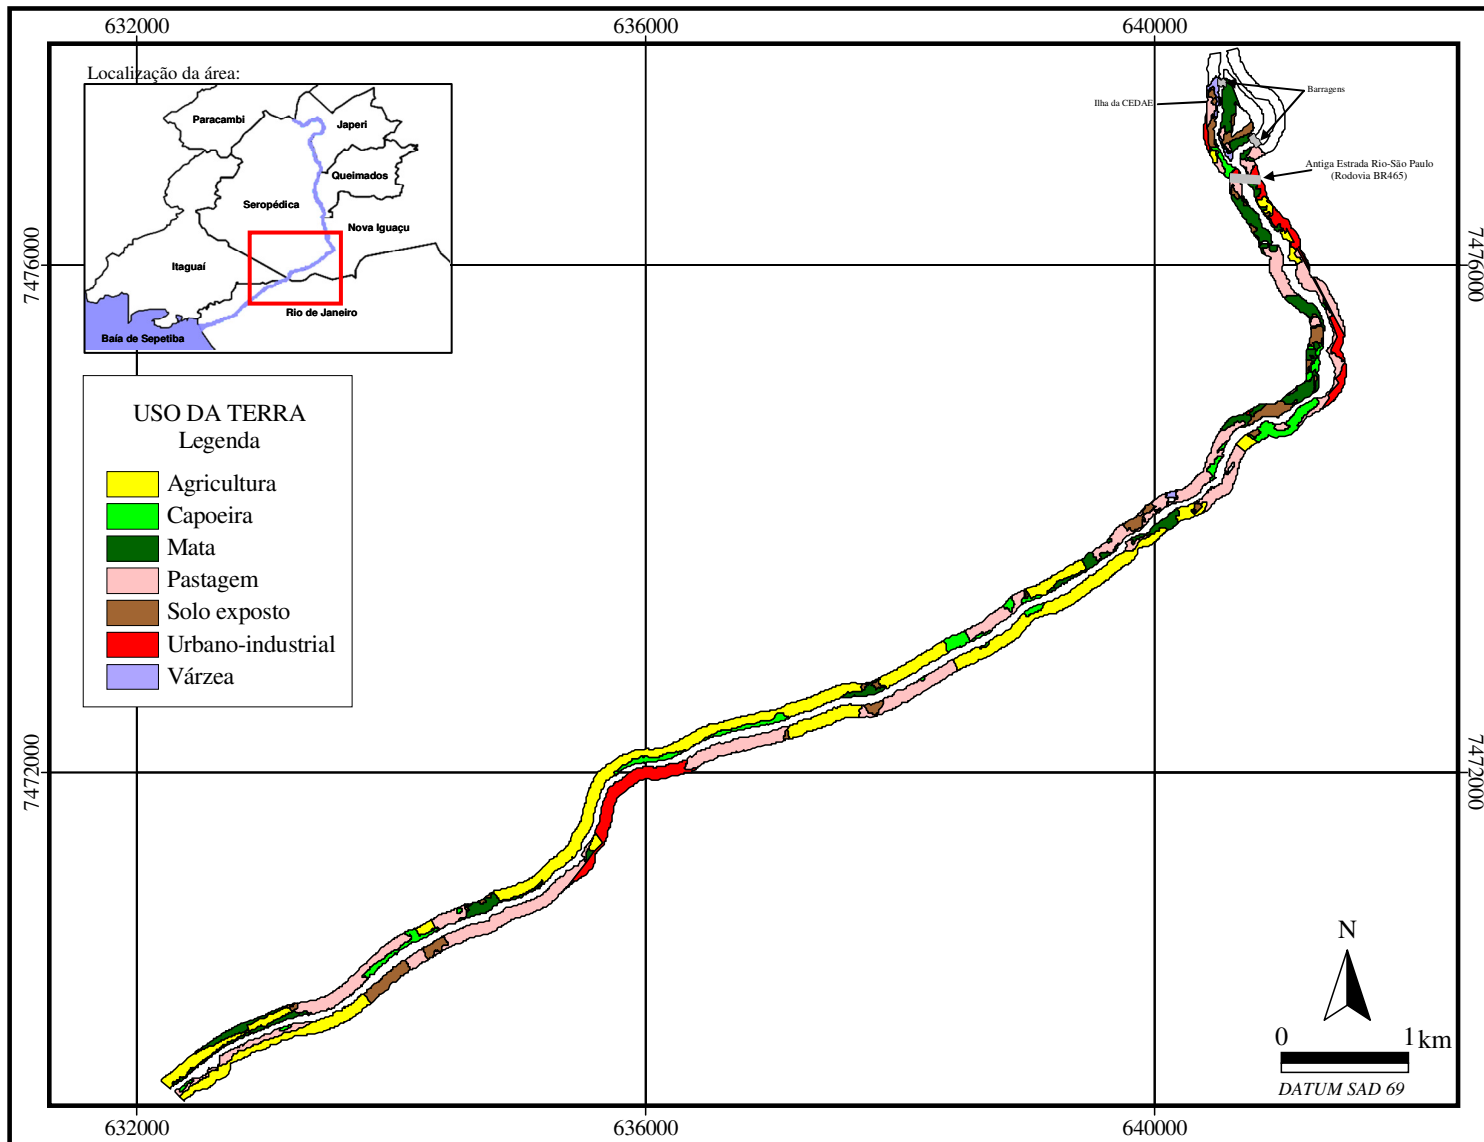 632000
636000
640000
Localização da área:
Paracambi
Japeri
Queimados
Seropédica
Nova Iguaçu
Itaguaí
Rio de Janeiro
Baía de Sepetiba
Ilha da CEDAE
Barragens
Antiga Estrada Rio-São Paulo
(Rodovia BR465)
7476000
7476000
USO DA TERRA
Legenda
Agricultura
Capoeira
Mata
Pastagem
Solo exposto
Urbano-industrial
Várzea
7472000
7472000
N
0 1 km
DATUM SAD 69
632000
636000
640000